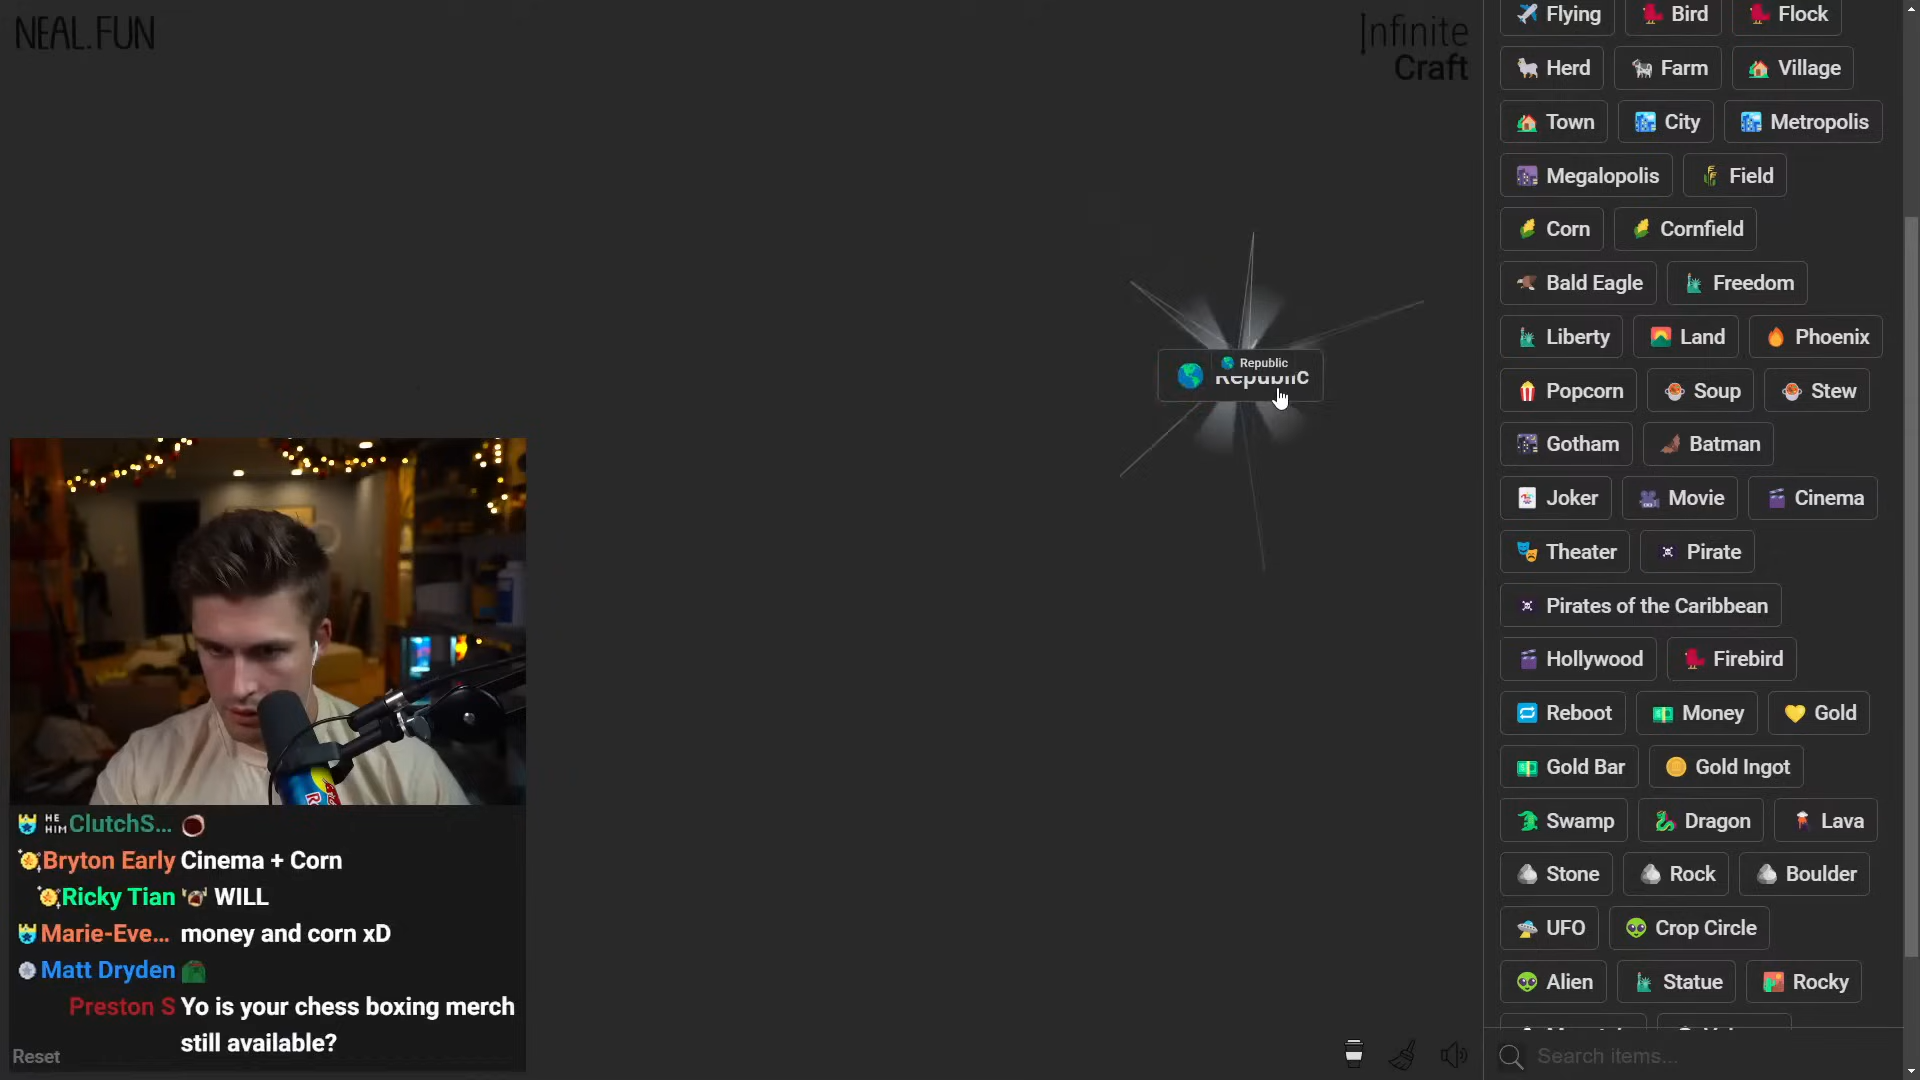 NEAL.FUN
Infinite
Craft
Flying Bird Flock
Herd Farm Village
Town City Metropolis
Megalopolis Field
Corn Cornfield
Bald Eagle Freedom
Liberty Land Phoenix
Popcorn Soup Stew
Gotham Batman
Joker Movie Cinema
Theater Pirate
Pirates of the Caribbean
Hollywood Firebird
Reboot Money Gold
Gold Bar Gold Ingot
Swamp Dragon Lava
Stone Rock Boulder
UFO Crop Circle
Alien Statue Rocky
Search items...
Republic
Republic
HE HIM ClutchS...
Bryton Early Cinema + Corn
Ricky Tian WILL
Marie-Eve... money and corn xD
Matt Dryden
Preston S Yo is your chess boxing merch
still available?
Reset